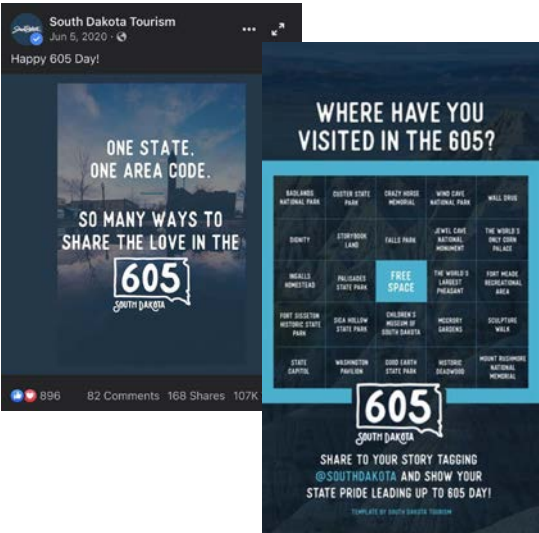 South Dakota Tourism
Jun 5, 2020 ·
Happy 605 Day!
ONE STATE.
ONE AREA CODE.
SO MANY WAYS TO
SHARE THE LOVE IN THE
605
SOUTH DAKOTA
896 82 Comments 168 Shares 107K
WHERE HAVE YOU
VISITED IN THE 605?
BADLANDS
NATIONAL PARK
CUSTER STATE
PARK
CRAZY HORSE
MEMORIAL
WIND CAVE
NATIONAL PARK
WALL DRUG
DIGNITY
STORYBOOK
LAND
FALLS PARK
JEWEL CAVE
NATIONAL
MONUMENT
THE WORLD'S
ONLY CORN
PALACE
INGALLS
HOMESTEAD
PALISADES
STATE PARK
FREE
SPACE
THE WORLD'S
LARGEST
PHEASANT
FORT MEADE
RECREATIONAL
AREA
FORT SISSETON
HISTORIC STATE
PARK
SICA HOLLOW
STATE PARK
CHILDREN'S
MUSEUM OF
SOUTH DAKOTA
MCCRORY
GARDENS
SCULPTURE
WALK
STATE
CAPITOL
WASHINGTON
PAVILION
GOOD EARTH
STATE PARK
HISTORIC
DEADWOOD
MOUNT RUSHMORE
NATIONAL
MEMORIAL
605
SOUTH DAKOTA
SHARE TO YOUR STORY TAGGING
@SOUTHDAKOTA AND SHOW YOUR
STATE PRIDE LEADING UP TO 605 DAY!
TEMPLATE BY SOUTH DAKOTA TOURISM